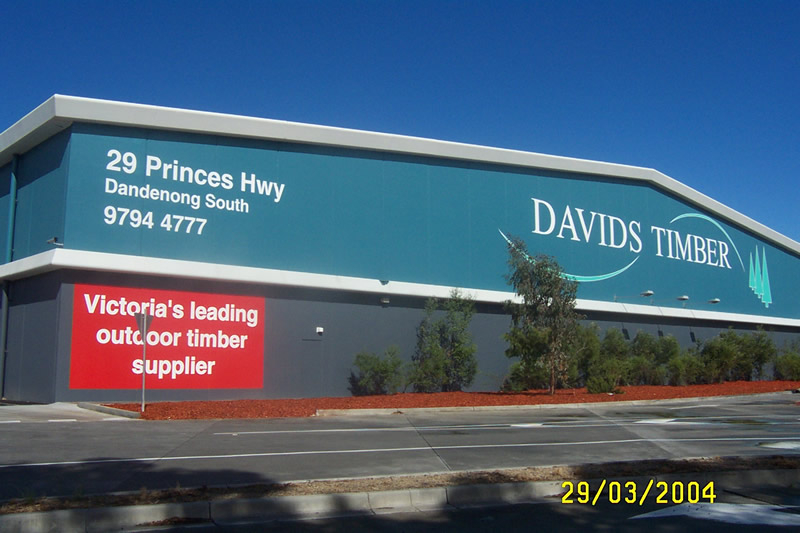 29 Princes Hwy
Dandenong South
9794 4777
DAVIDS TIMBER
Victoria's leading
outdoor timber
supplier
29/03/2004